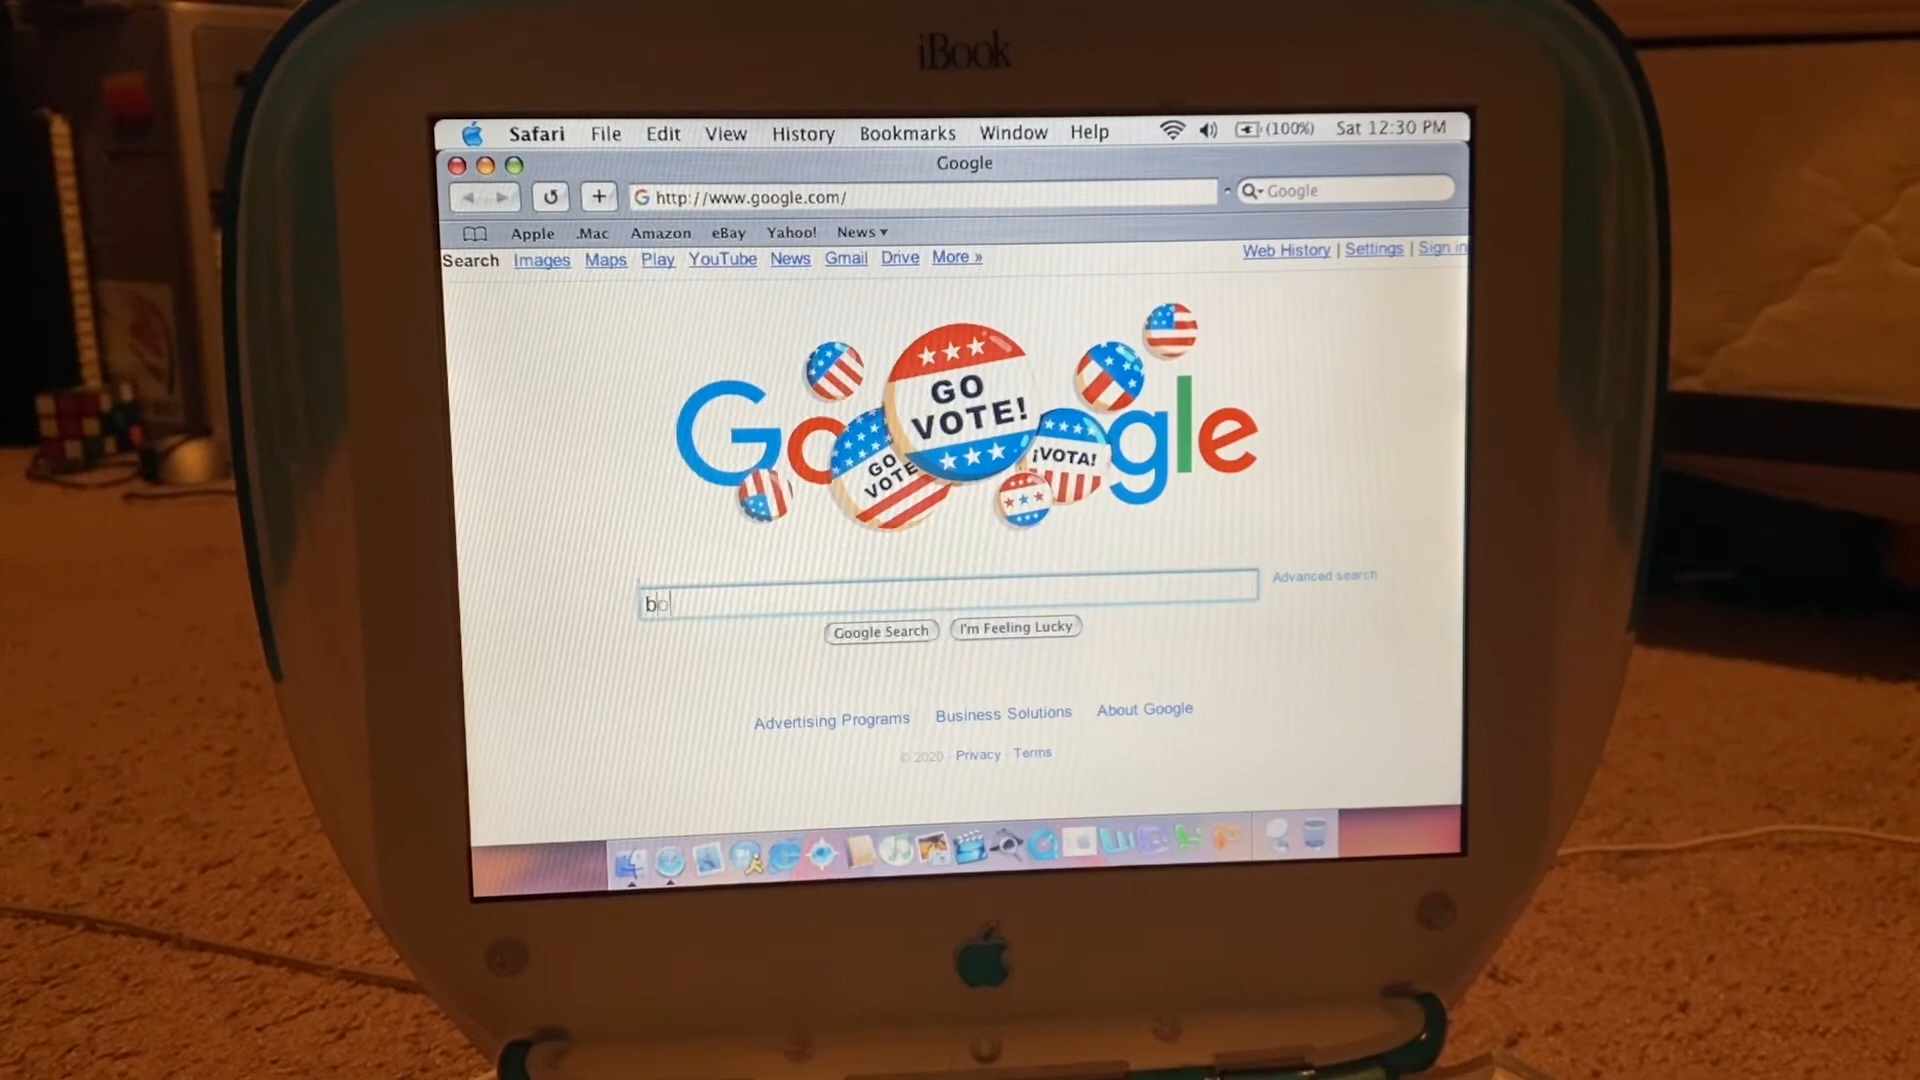 iBook
Safari File Edit View History Bookmarks Window Help (100%) Sat 12:30 PM
Google
http://www.google.com/ Google
Apple .Mac Amazon eBay Yahoo! News
Search Images Maps Play YouTube News Gmail Drive More » Web History | Settings | Sign in
Google
GO VOTE!
GO VOTE
¡VOTA!
bo
Advanced search
Google Search I'm Feeling Lucky
Advertising Programs Business Solutions About Google
© 2020 · Privacy · Terms